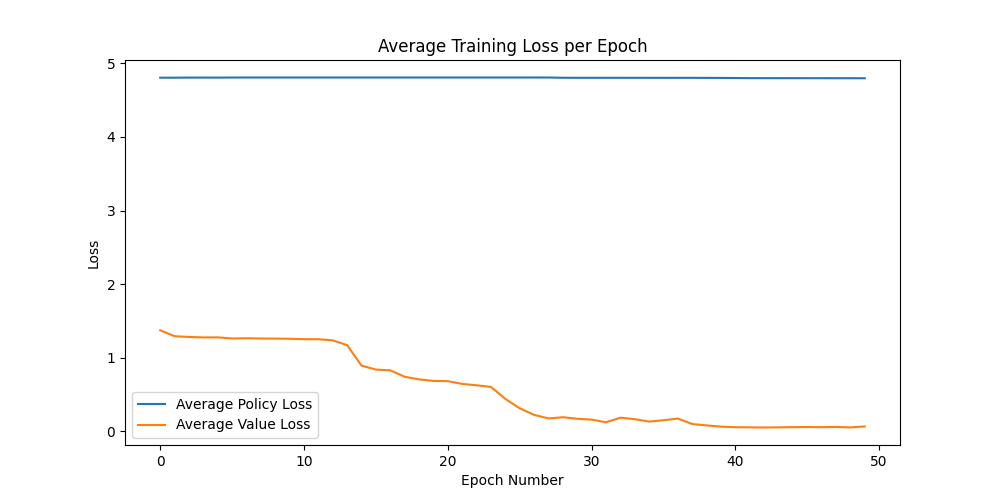 Average Training Loss per Epoch
5
4
3
2
1
0
Loss
Average Policy Loss
Average Value Loss
0 10 20 30 40 50
Epoch Number